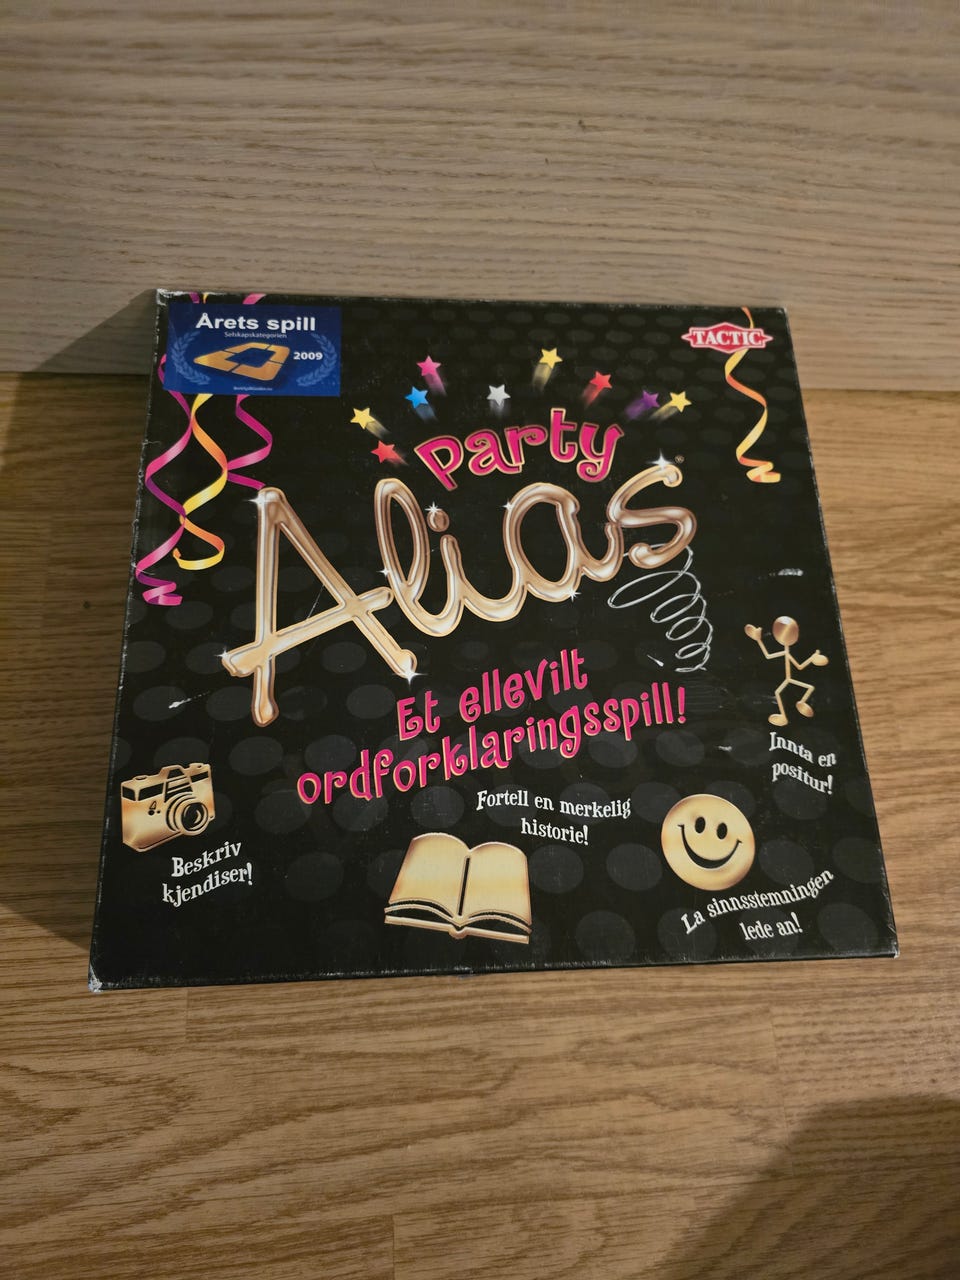 Årets spill
Selskapskategorien
2009
TACTIC
Party
Alias®
Et ellevilt
ordforklaringsspill!
Innta en
positur!
Fortell en merkelig
historie!
Beskriv
kjendiser!
La sinnsstemningen
lede an!